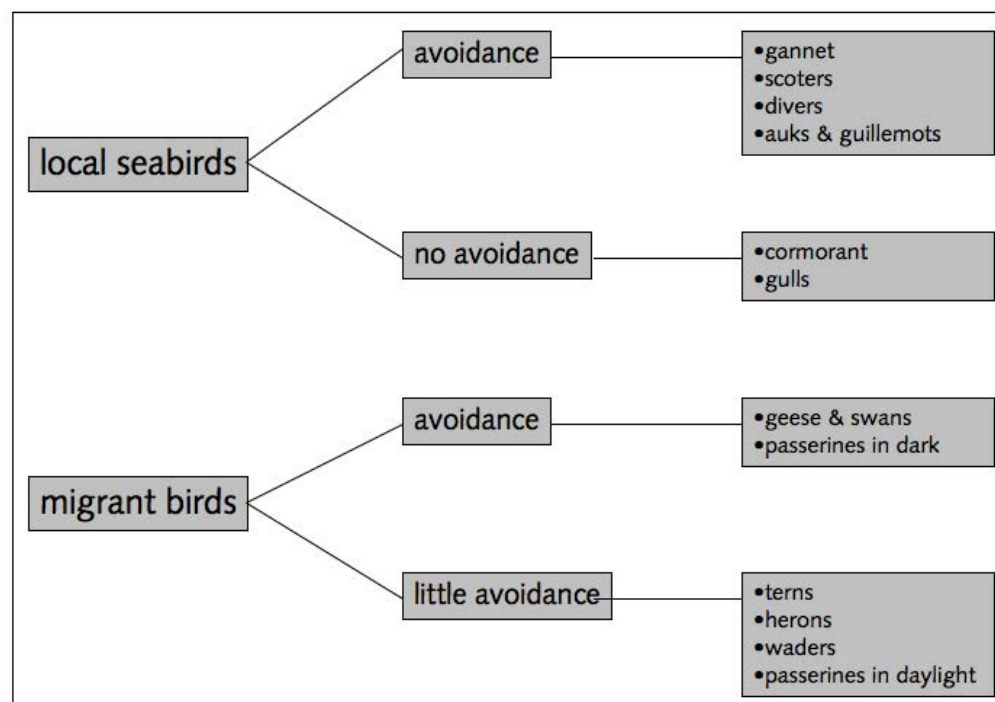 local seabirds
avoidance
•gannet
•scoters
•divers
•auks & guillemots
no avoidance
•cormorant
•gulls
migrant birds
avoidance
•geese & swans
•passerines in dark
little avoidance
•terns
•herons
•waders
•passerines in daylight